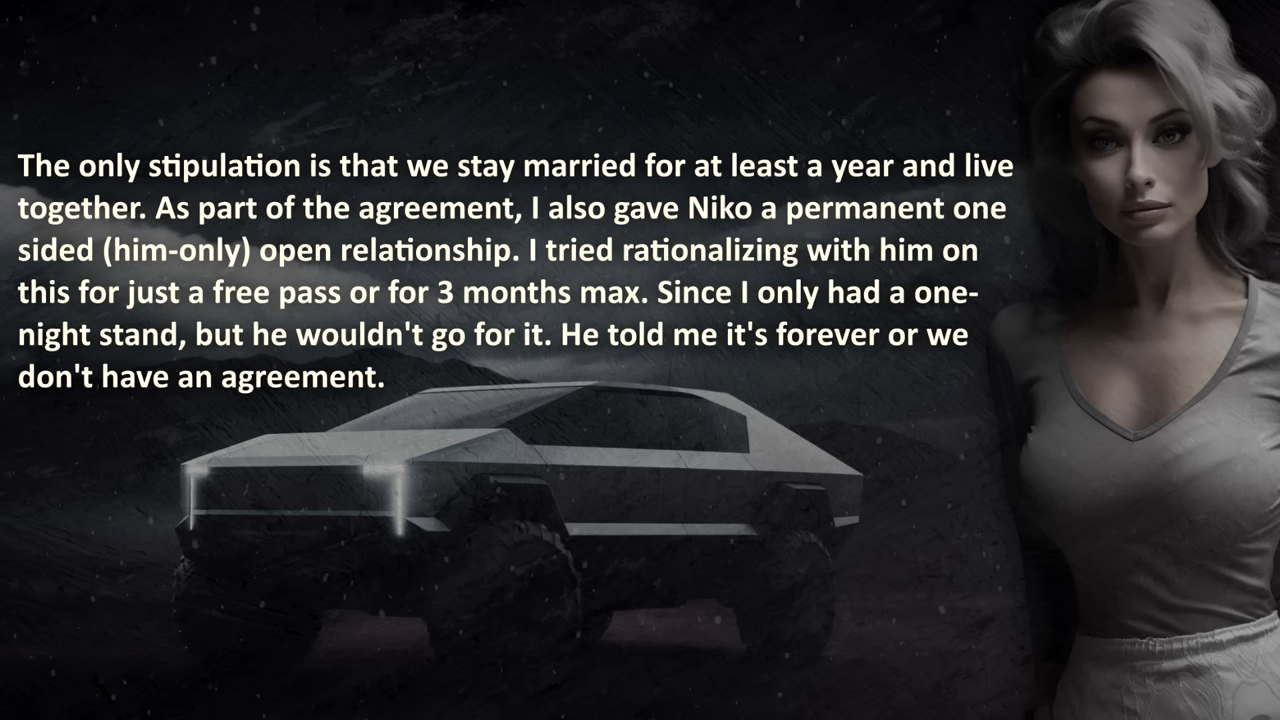 The only stipulation is that we stay married for at least a year and live
together. As part of the agreement, I also gave Niko a permanent one
sided (him-only) open relationship. I tried rationalizing with him on
this for just a free pass or for 3 months max. Since I only had a one-
night stand, but he wouldn't go for it. He told me it's forever or we
don't have an agreement.